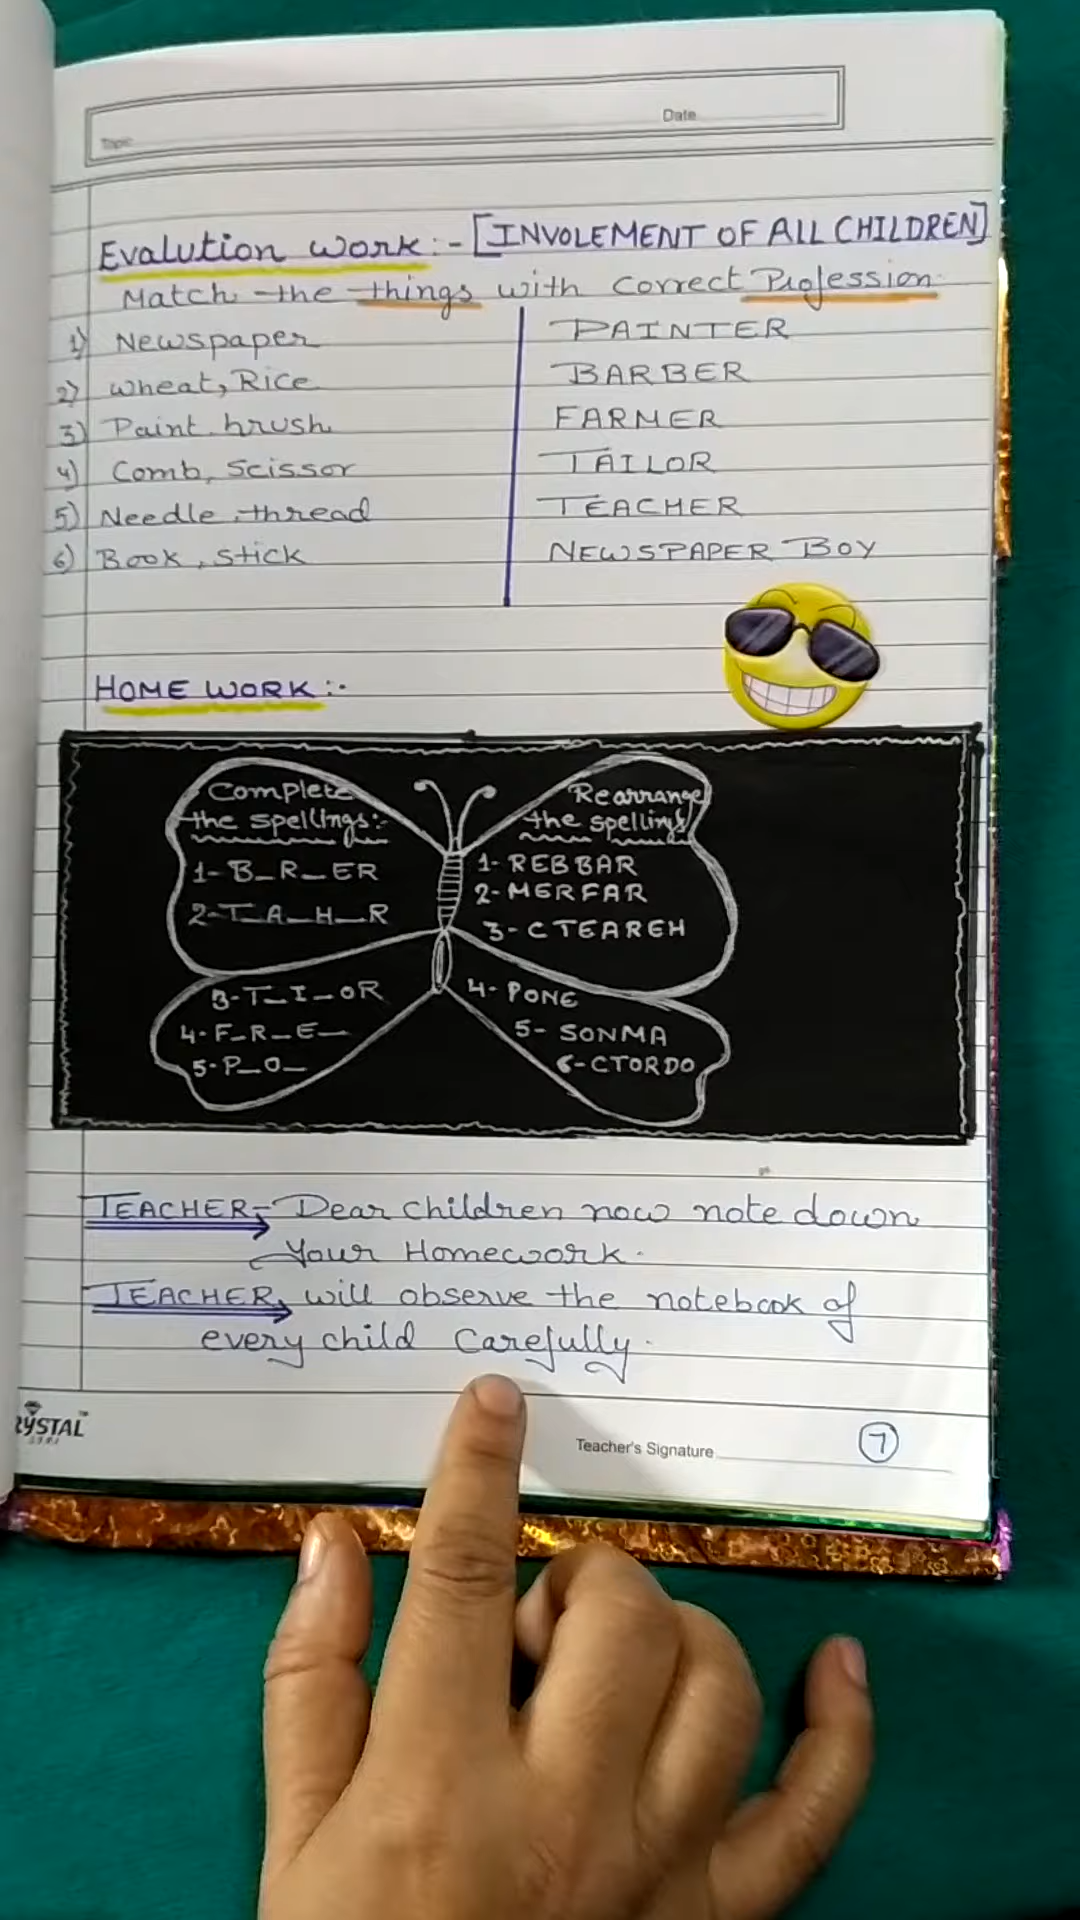 Topic
Date
Evalution Work:- [INVOLEMENT OF ALL CHILDREN]
Match the things with correct Profession.
1) Newspaper PAINTER
2) Wheat, Rice BARBER
3) Paint brush FARMER
4) Comb, Scissor TAILOR
5) Needle, thread TEACHER
6) Book, stick NEWSPAPER BOY
HOME WORK:-
Complete
the spellings:-
1- B_R_ER
2- T_A_H_R
3- T_I_OR
4- F_R_E_
5- P_O_
Rearrange
the spellings
1- REBBAR
2- MERFAR
3- CTEAREH
4- PONE
5- SONMA
6- CTORDO
TEACHER- Dear children now note down
Your Homework.
TEACHER, will observe the notebook of
every child Carefully.
Teacher's Signature
7